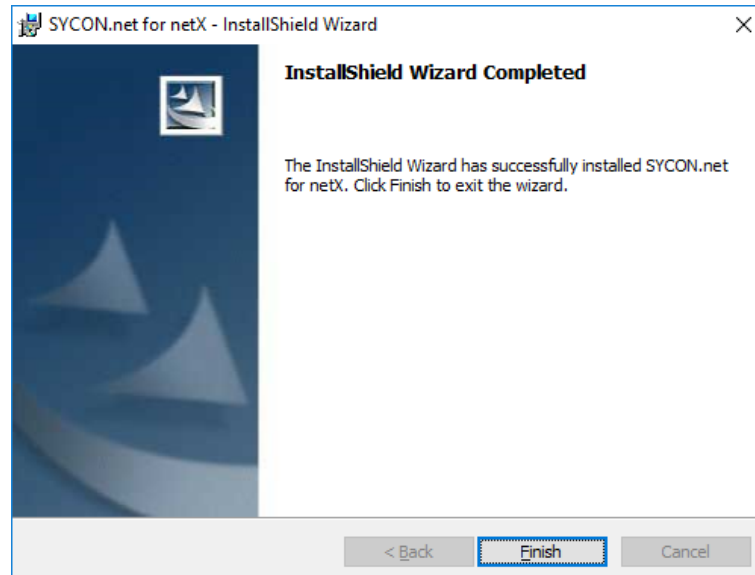 SYCON.net for netX - InstallShield Wizard
InstallShield Wizard Completed
The InstallShield Wizard has successfully installed SYCON.net
for netX. Click Finish to exit the wizard.
< Back
Finish
Cancel